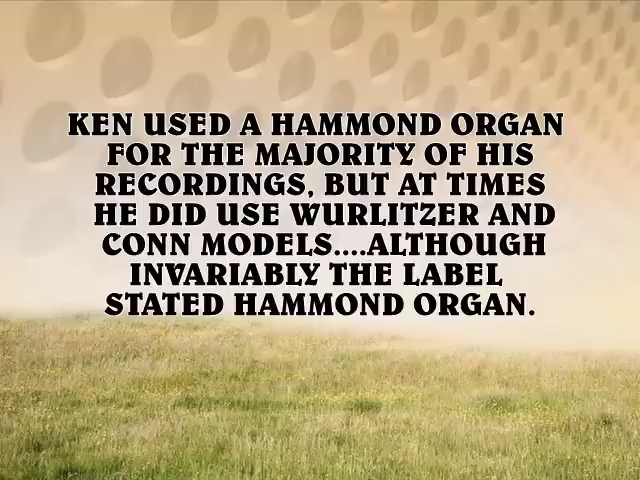 KEN USED A HAMMOND ORGAN
FOR THE MAJORITY OF HIS
RECORDINGS, BUT AT TIMES
HE DID USE WURLITZER AND
CONN MODELS....ALTHOUGH
INVARIABLY THE LABEL
STATED HAMMOND ORGAN.